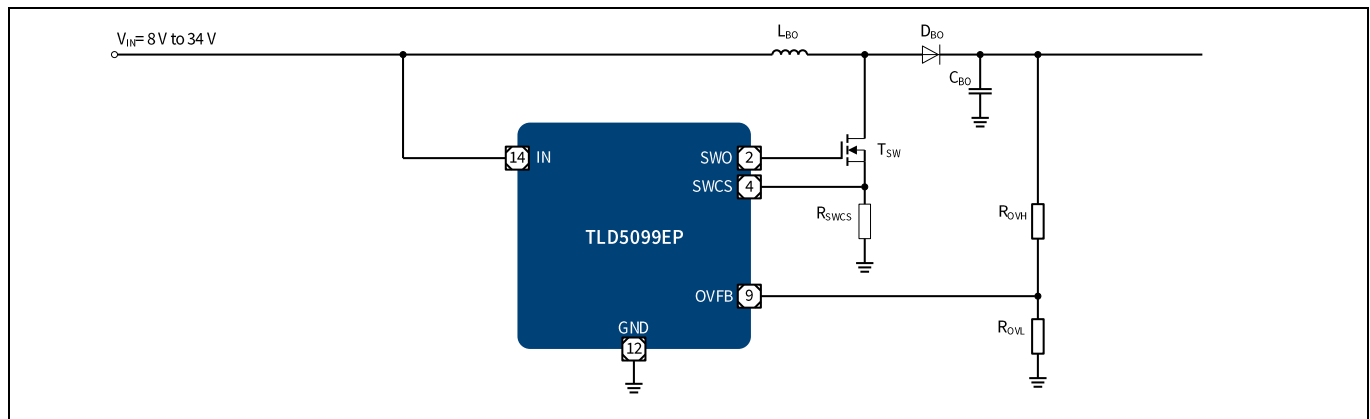 V_IN= 8 V to 34 V
L_BO
D_BO
C_BO
14 IN
SWO 2
T_SW
SWCS 4
R_SWCS
R_OVH
TLD5099EP
OVFB 9
GND
12
R_OVL